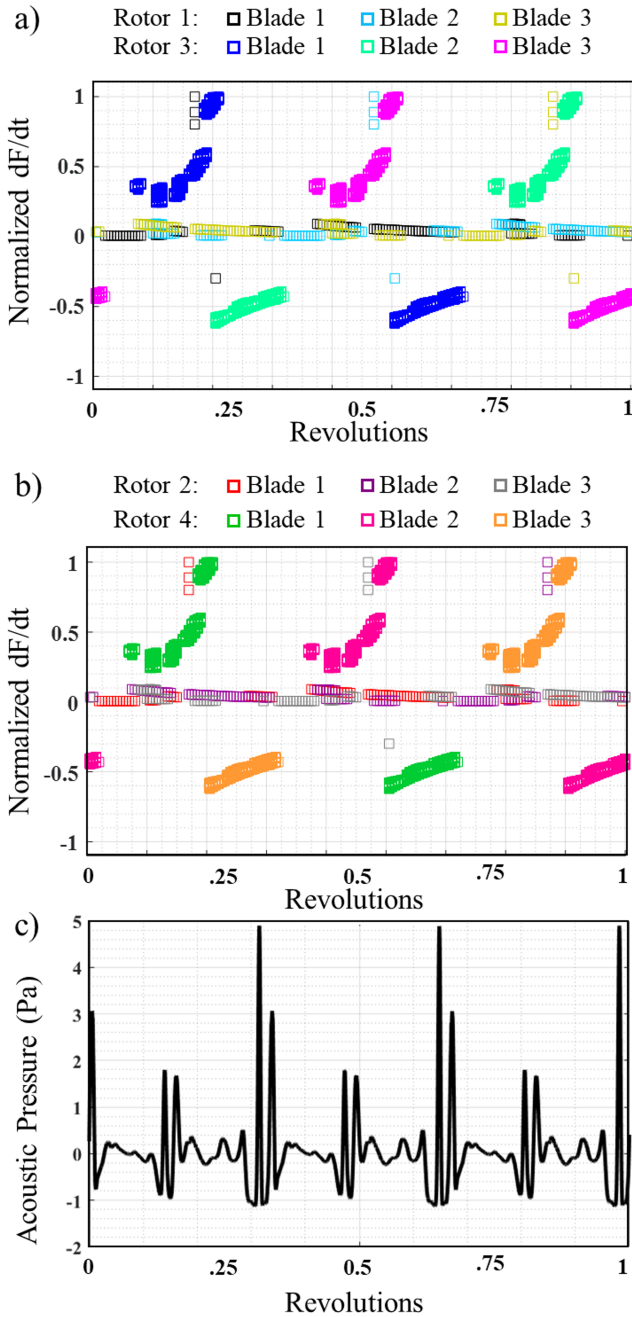 a)
Rotor 1: Blade 1 Blade 2 Blade 3
Rotor 3: Blade 1 Blade 2 Blade 3
Normalized dF/dt
1
0.5
0
-0.5
-1
0 .25 0.5 .75 1
Revolutions
b)
Rotor 2: Blade 1 Blade 2 Blade 3
Rotor 4: Blade 1 Blade 2 Blade 3
Normalized dF/dt
1
0.5
0
-0.5
-1
0 .25 0.5 .75 1
Revolutions
c)
Acoustic Pressure (Pa)
5
4
3
2
1
0
-1
-2
0 .25 0.5 .75 1
Revolutions